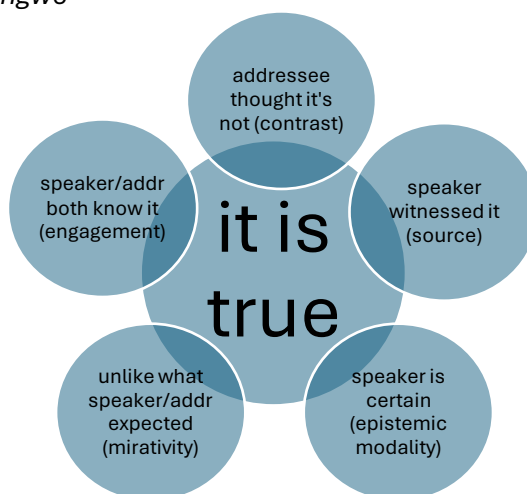 addressee
thought it's
not (contrast)
speaker/addr
both know it
(engagement)
speaker
witnessed it
(source)
it is
true
unlike what
speaker/addr
expected
(mirativity)
speaker is
certain
(epistemic
modality)